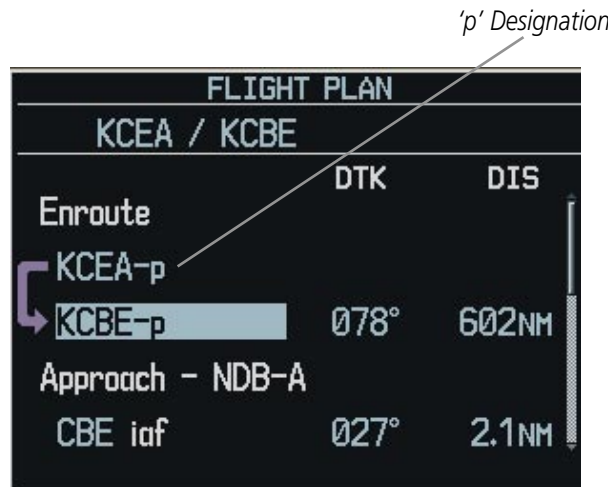 'p' Designation
FLIGHT PLAN
KCEA / KCBE
DTK DIS
Enroute
KCEA-p
KCBE-p 078° 602NM
Approach - NDB-A
CBE iaf 027° 2.1NM